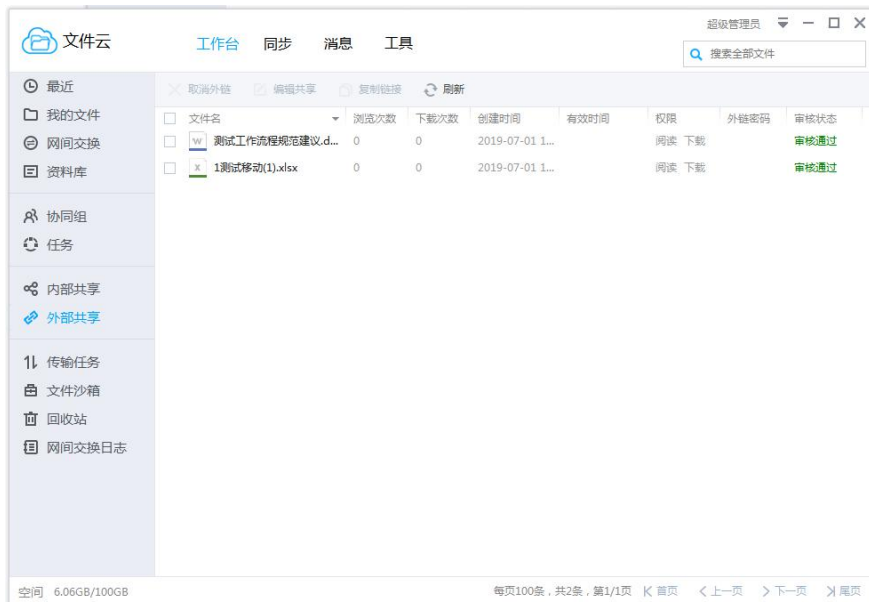 超级管理员
文件云 工作台 同步 消息 工具
搜索全部文件
最近
我的文件
网间交换
资料库
协同组
任务
内部共享
外部共享
传输任务
文件沙箱
回收站
网间交换日志
取消外链 编辑共享 复制链接 刷新
文件名 浏览次数 下载次数 创建时间 有效时间 权限 外链密码 审核状态
W 测试工作流程规范建议.d... 0 0 2019-07-01 1... 阅读 下载 审核通过
X 1测试移动(1).xlsx 0 0 2019-07-01 1... 阅读 下载 审核通过
空间 6.06GB/100GB 每页100条，共2条，第1/1页 首页 上一页 下一页 尾页